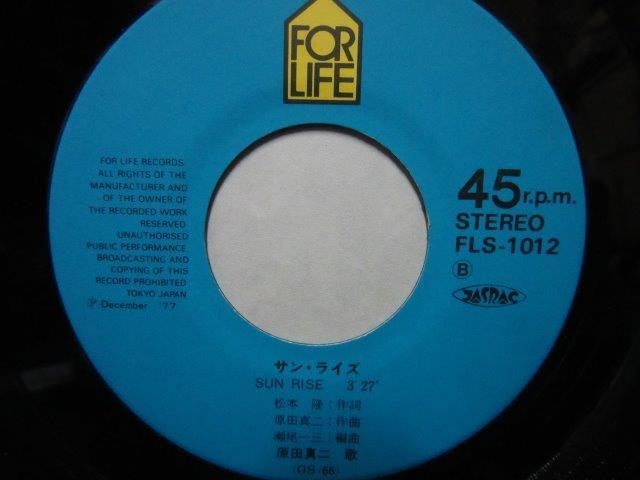 FOR
LIFE
FOR LIFE RECORDS
ALL RIGHTS OF THE
MANUFACTURER AND
OF THE OWNER OF
THE RECORDED WORK
RESERVED
UNAUTHORISED
PUBLIC PERFORMANCE,
BROADCASTING AND
COPYING OF THIS
RECORD PROHIBITED
TOKYO JAPAN
Ⓟ December '77
45r.p.m.
STEREO
FLS-1012
Ⓑ
JASRAC
サン・ライズ
SUN RISE 3'27"
松本 隆:作詞
原田真二:作曲
瀬尾一三:編曲
原田真二 歌
(OS-66)